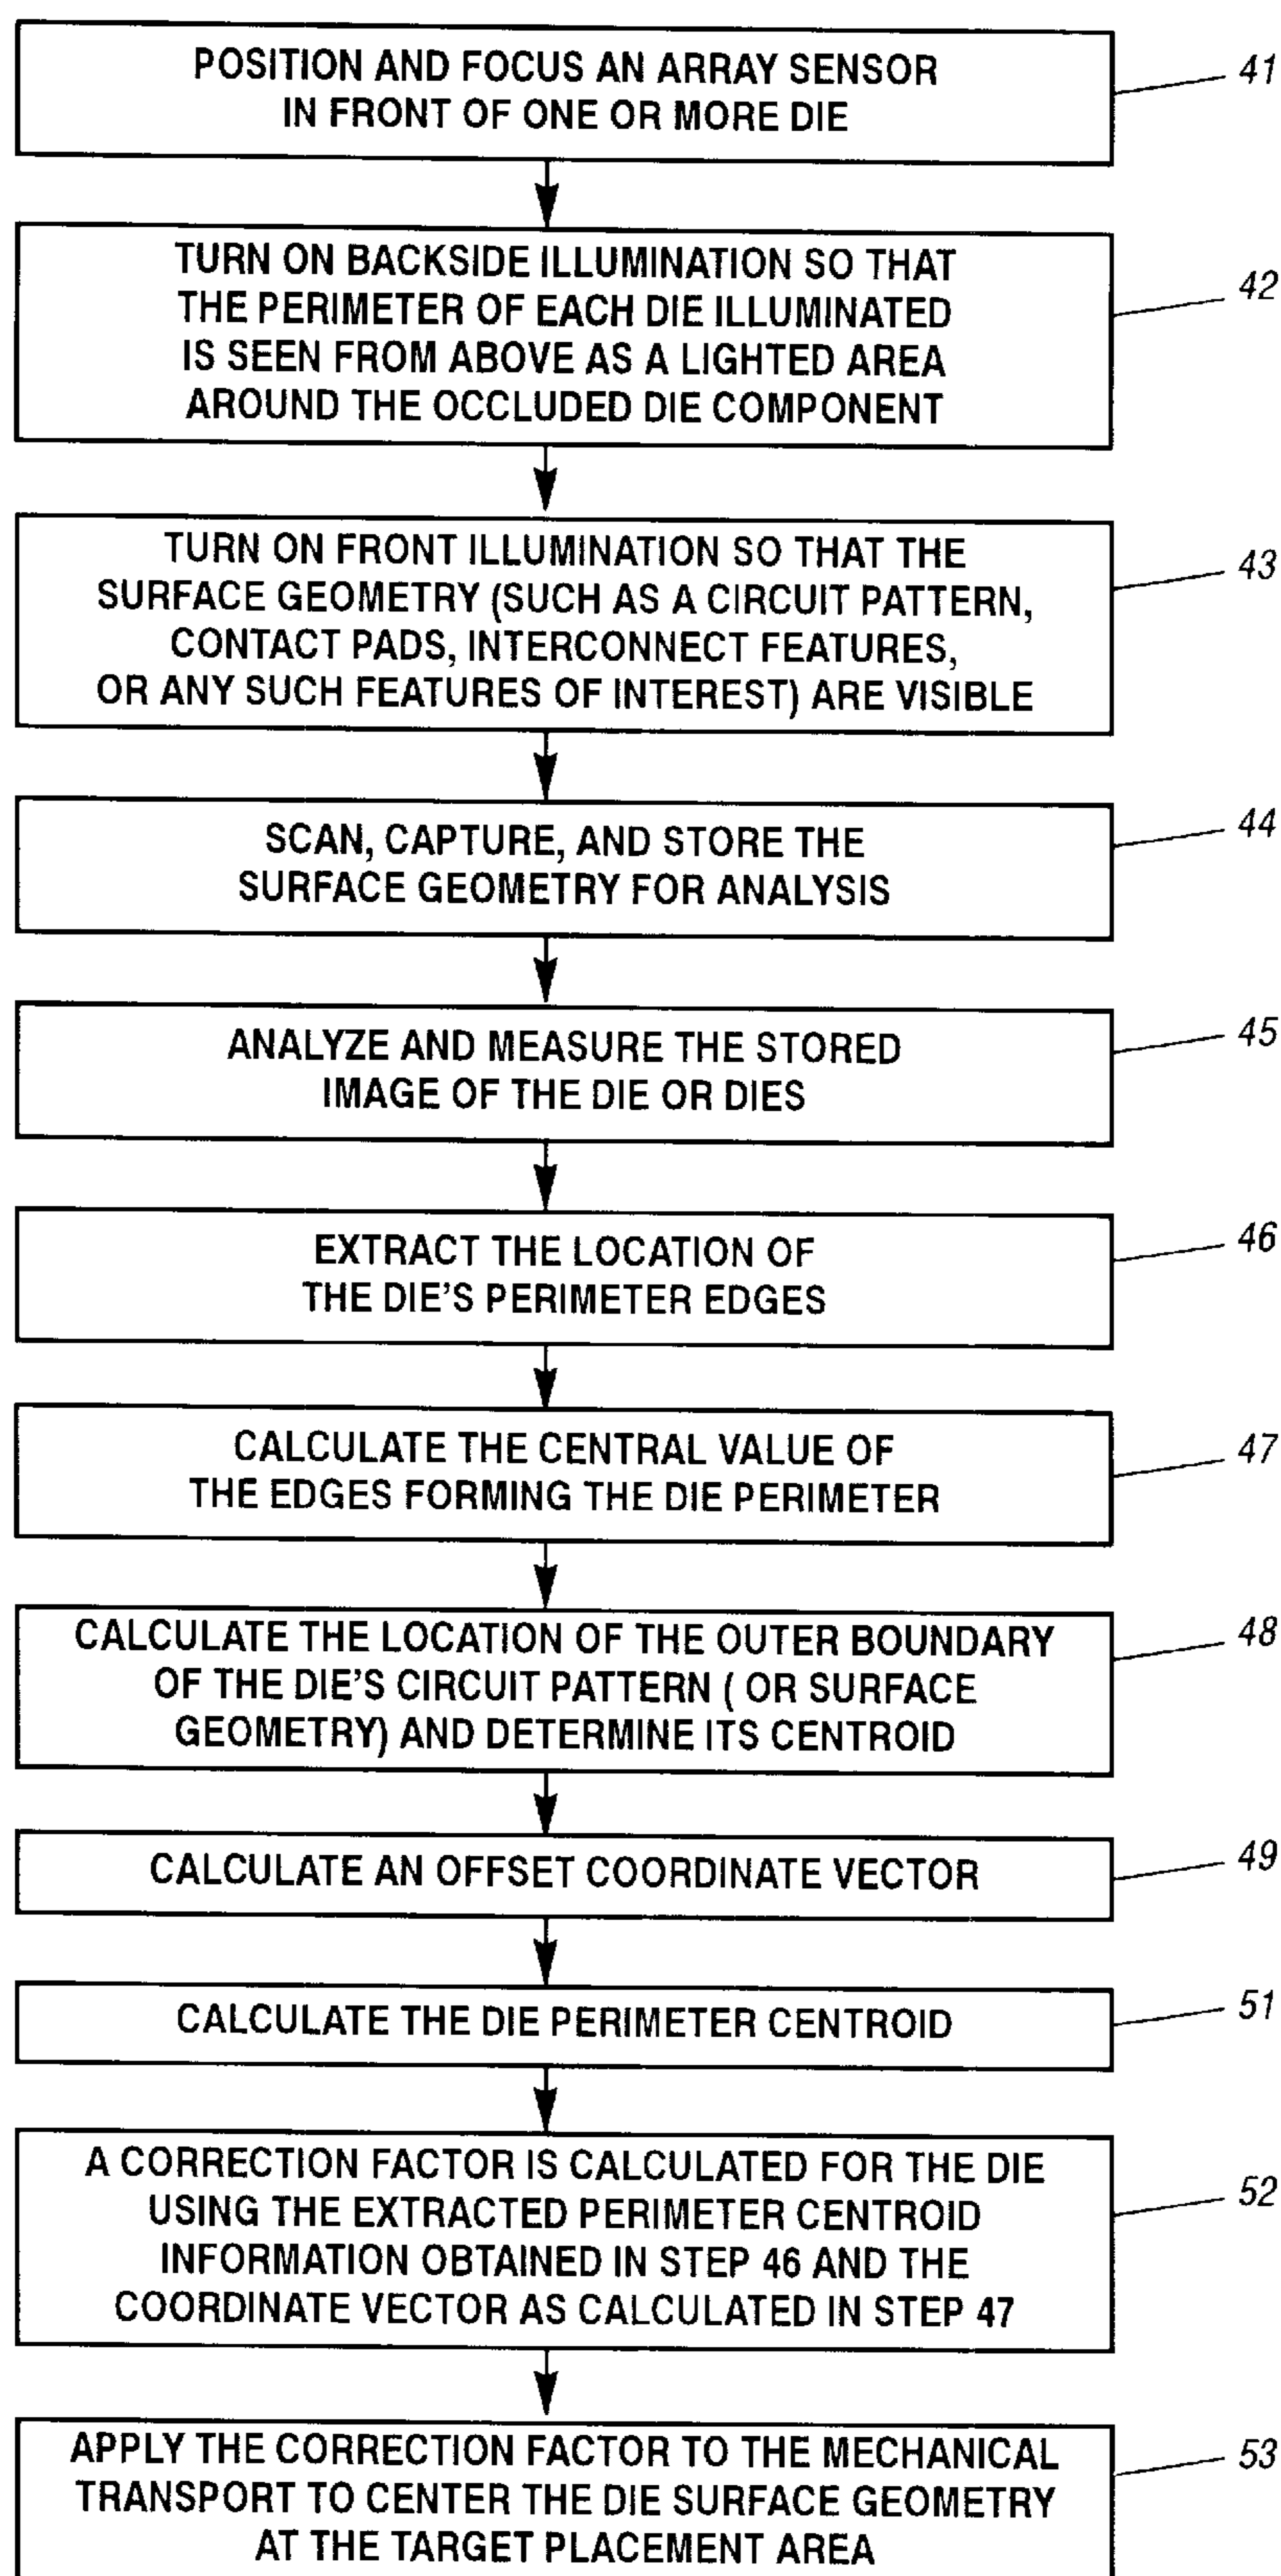 POSITION AND FOCUS AN ARRAY SENSOR
IN FRONT OF ONE OR MORE DIE
41
TURN ON BACKSIDE ILLUMINATION SO THAT
THE PERIMETER OF EACH DIE ILLUMINATED
IS SEEN FROM ABOVE AS A LIGHTED AREA
AROUND THE OCCLUDED DIE COMPONENT
42
TURN ON FRONT ILLUMINATION SO THAT THE
SURFACE GEOMETRY (SUCH AS A CIRCUIT PATTERN,
CONTACT PADS, INTERCONNECT FEATURES,
OR ANY SUCH FEATURES OF INTEREST) ARE VISIBLE
43
SCAN, CAPTURE, AND STORE THE
SURFACE GEOMETRY FOR ANALYSIS
44
ANALYZE AND MEASURE THE STORED
IMAGE OF THE DIE OR DIES
45
EXTRACT THE LOCATION OF
THE DIE'S PERIMETER EDGES
46
CALCULATE THE CENTRAL VALUE OF
THE EDGES FORMING THE DIE PERIMETER
47
CALCULATE THE LOCATION OF THE OUTER BOUNDARY
OF THE DIE'S CIRCUIT PATTERN ( OR SURFACE
GEOMETRY) AND DETERMINE ITS CENTROID
48
CALCULATE AN OFFSET COORDINATE VECTOR
49
CALCULATE THE DIE PERIMETER CENTROID
51
A CORRECTION FACTOR IS CALCULATED FOR THE DIE
USING THE EXTRACTED PERIMETER CENTROID
INFORMATION OBTAINED IN STEP 46 AND THE
COORDINATE VECTOR AS CALCULATED IN STEP 47
52
APPLY THE CORRECTION FACTOR TO THE MECHANICAL
TRANSPORT TO CENTER THE DIE SURFACE GEOMETRY
AT THE TARGET PLACEMENT AREA
53